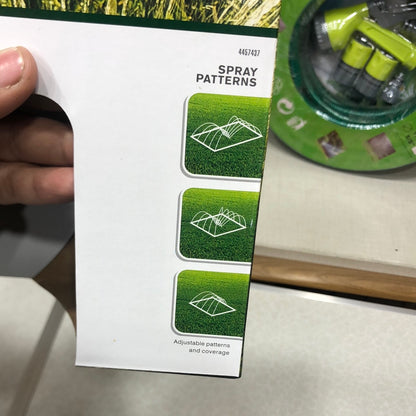 4457437
SPRAY
PATTERNS
Adjustable patterns
and coverage